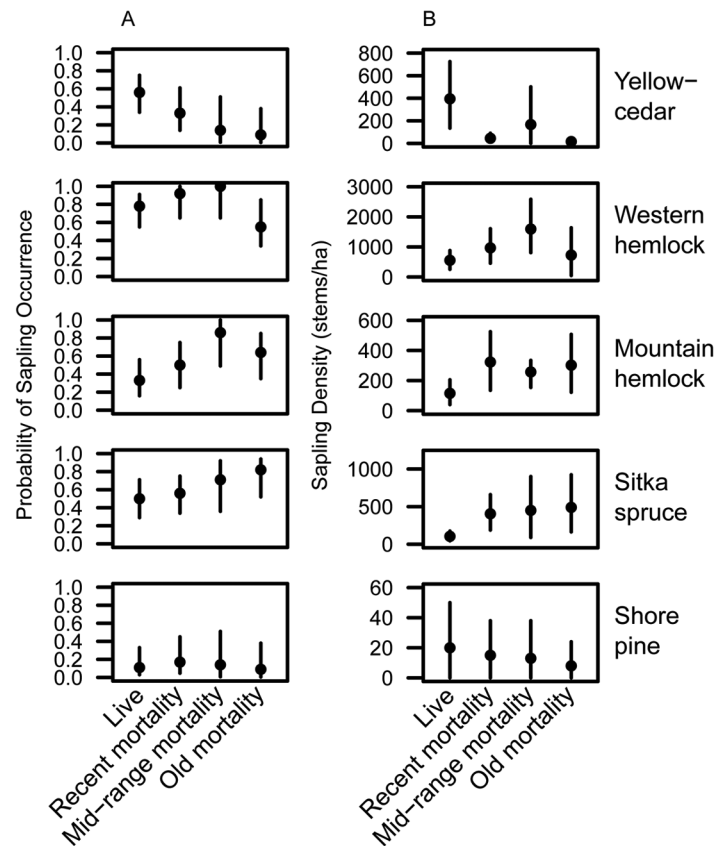 A
B
Probability of Sapling Occurrence
Sapling Density (stems/ha)
1.0
0.8
0.6
0.4
0.2
0.0
800
600
400
200
0
Yellow−
cedar
1.0
0.8
0.6
0.4
0.2
0.0
3000
2000
1000
0
Western
hemlock
1.0
0.8
0.6
0.4
0.2
0.0
600
400
200
0
Mountain
hemlock
1.0
0.8
0.6
0.4
0.2
0.0
1000
500
0
Sitka
spruce
1.0
0.8
0.6
0.4
0.2
0.0
60
40
20
0
Shore
pine
Live
Recent mortality
Mid−range mortality
Old mortality
Live
Recent mortality
Mid−range mortality
Old mortality